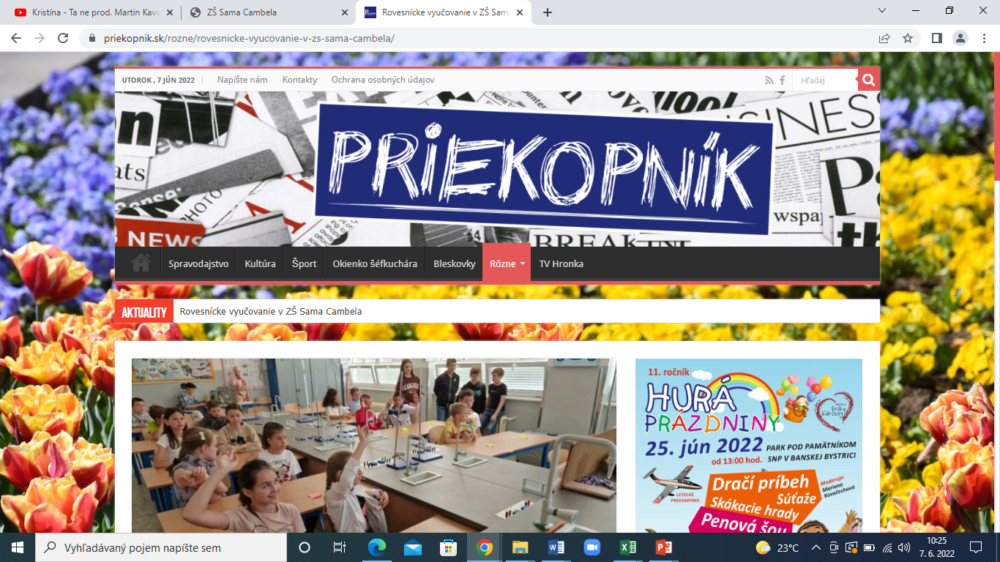 Kristína - Ta ne prod. Martin Kavu
ZŠ Sama Cambela
Rovesnícke vyučovanie v ZŠ Sam
priekopnik.sk/rozne/rovesnicke-vyucovanie-v-zs-sama-cambela/
UTOROK , 7 JÚN 2022
Napíšte nám
Kontakty
Ochrana osobných údajov
Hľadaj
PRIEKOPNÍK
NEWS
PHOTO
BREAKIN
Spravodajstvo
Kultúra
Šport
Okienko šéfkuchára
Bleskovky
Rôzne
TV Hronka
AKTUALITY
Rovesnícke vyučovanie v ZŠ Sama Cambela
11. ročník
HURÁ
PRÁZDNINY
25. jún 2022
od 13:00 hod.
PARK POD PAMÄTNÍKOM
SNP V BANSKEJ BYSTRICI
LETECKÉ
PREKVAPENIE
Dračí príbeh
Súťaže
Skákacie hrady
Penová šou
Moderuje:
Mariana
Kovačechová
Vyhľadávaný pojem napíšte sem
23°C
10:25
7. 6. 2022